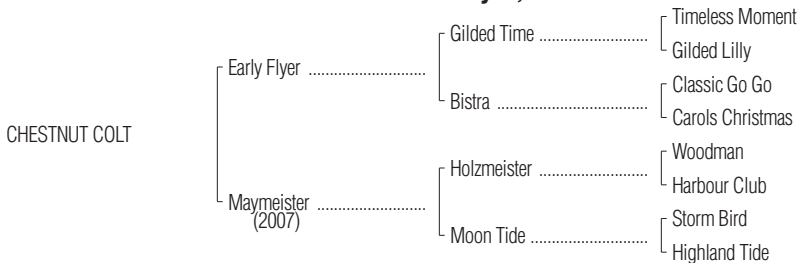 Timeless Moment
Gilded Time
Gilded Lilly
Early Flyer
Classic Go Go
Bistra
Carols Christmas
CHESTNUT COLT
Woodman
Holzmeister
Harbour Club
Maymeister
(2007)
Storm Bird
Moon Tide
Highland Tide